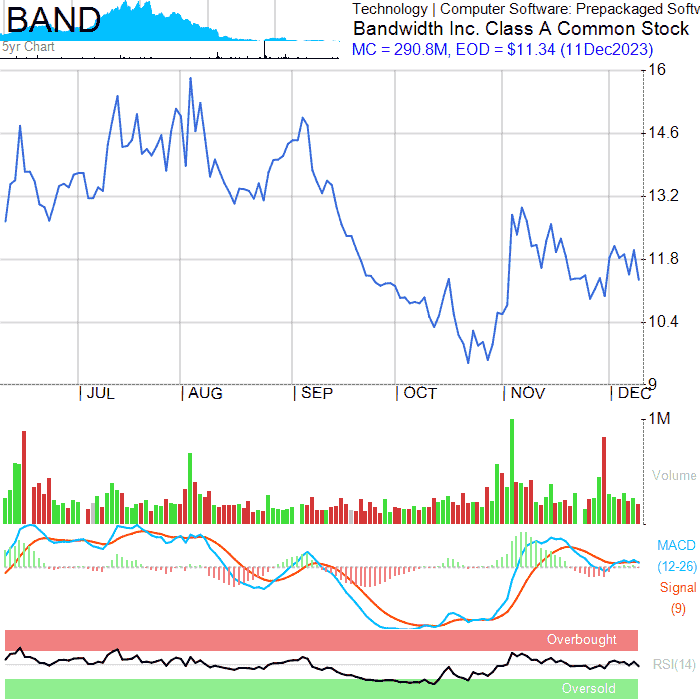 BAND
Technology | Computer Software: Prepackaged Softw
Bandwidth Inc. Class A Common Stock
5yr Chart
MC = 290.8M, EOD = $11.34 (11Dec2023)
16
14.6
13.2
11.8
10.4
9
| JUL | AUG | SEP | OCT | NOV | DEC
1M
Volume
MACD
(12-26)
Signal
(9)
Overbought
RSI(14)
Oversold